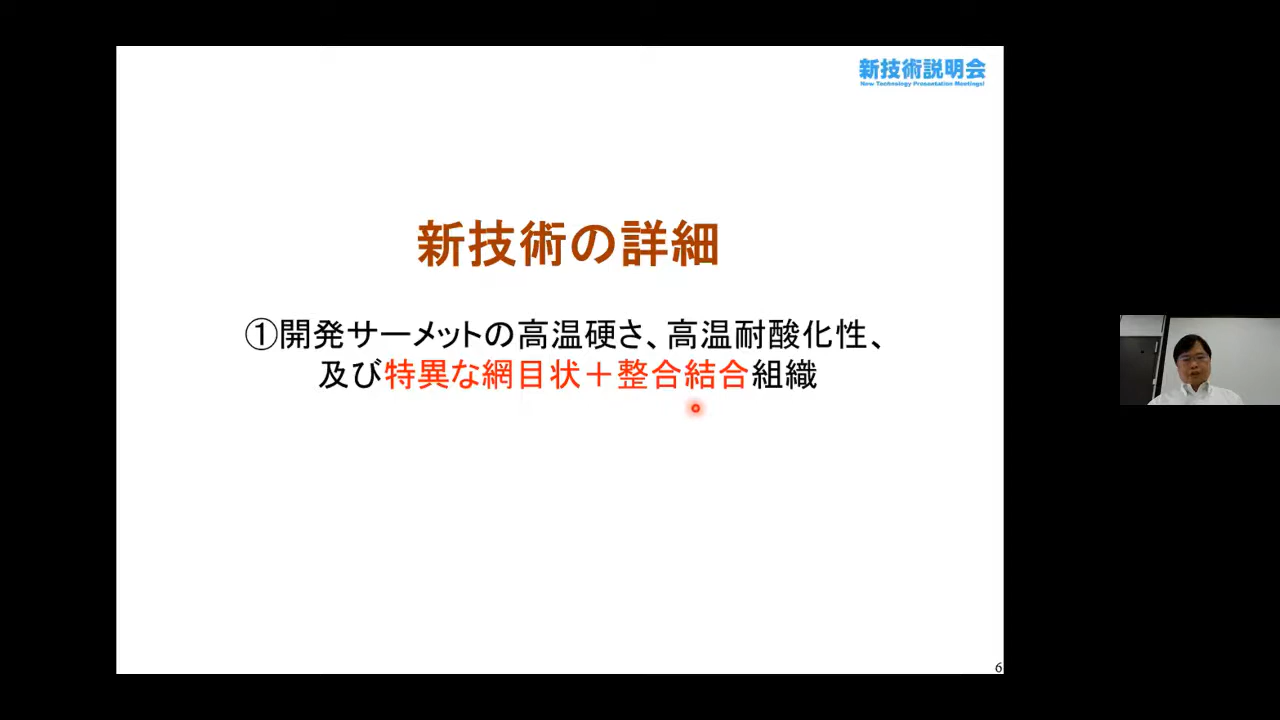 新技術説明会
New Technology Presentation Meetings!
新技術の詳細
①開発サーメットの高温硬さ、高温耐酸化性、
及び特異な網目状＋整合結合組織
6